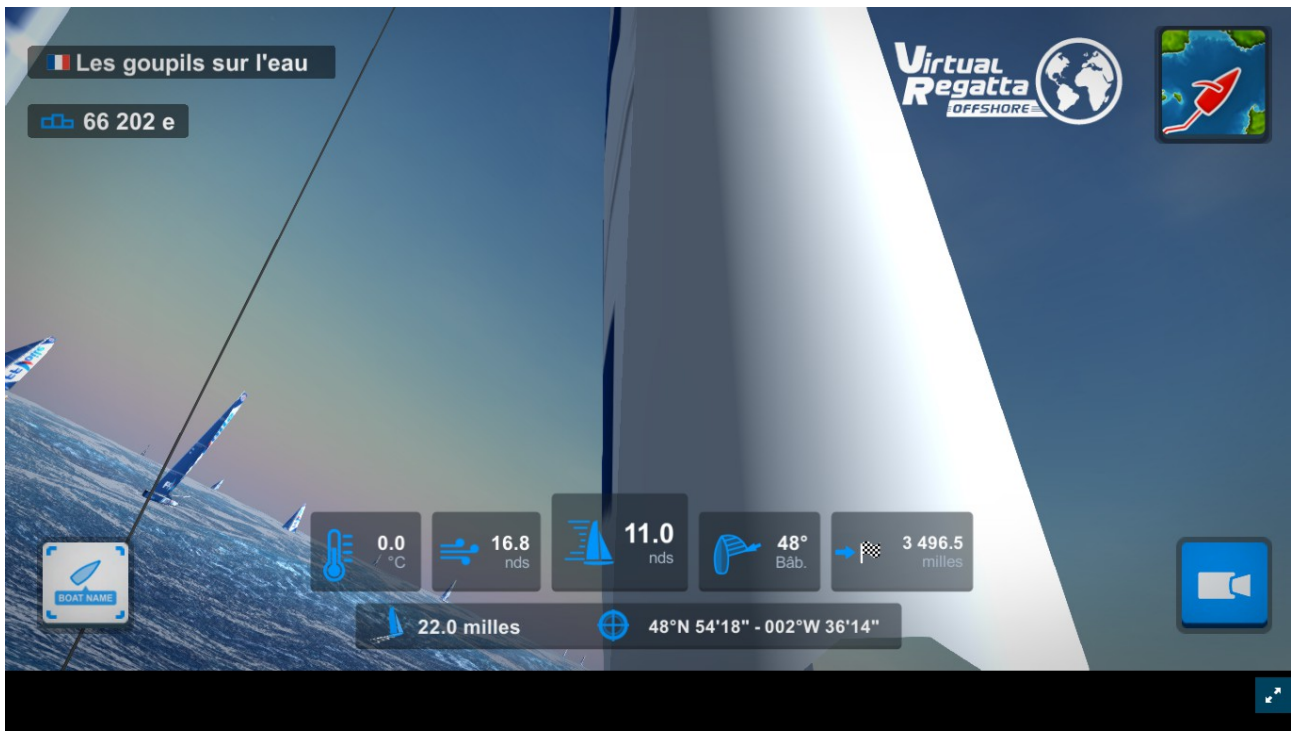 Les goupils sur l'eau
66 202 e
Virtual
Regatta
OFFSHORE
BOAT NAME
0.0
/ °C
16.8
nds
11.0
nds
48°
Bâb.
3 496.5
milles
22.0 milles
48°N 54'18" - 002°W 36'14"